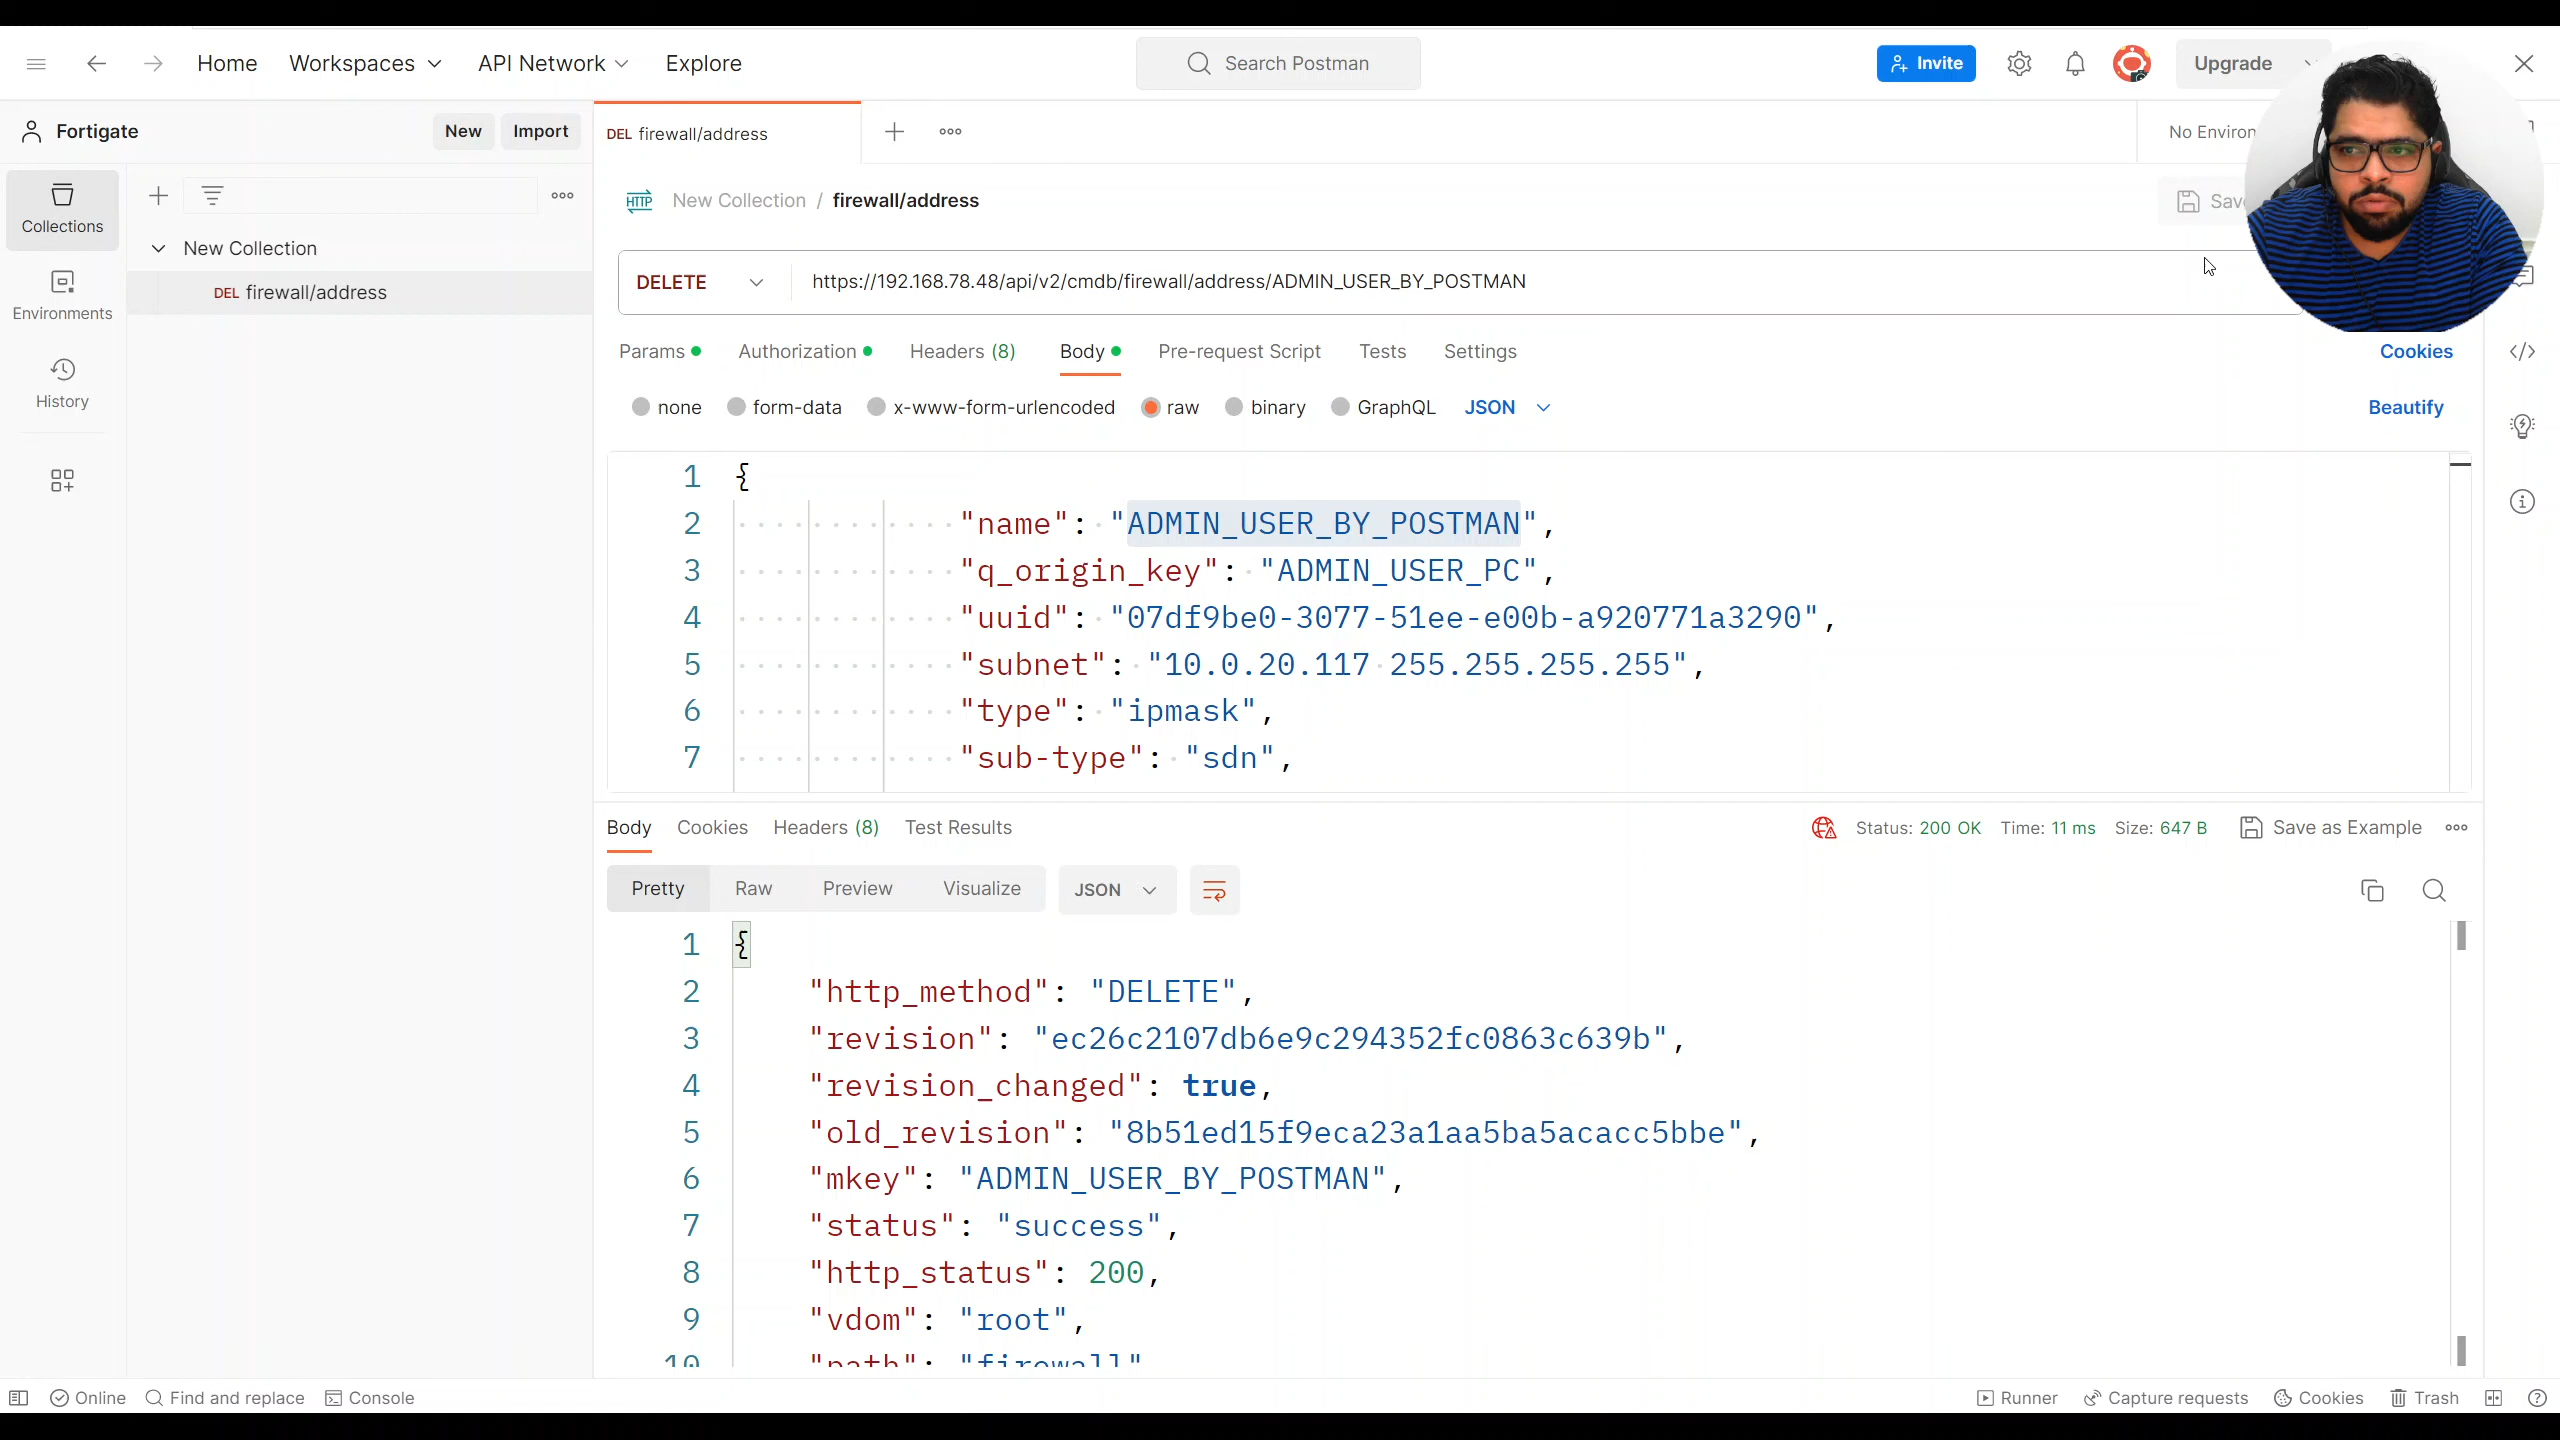 Home Workspaces API Network Explore Search Postman Invite Upgrade
Fortigate New Import DEL firewall/address No Environ
Collections
New Collection
DEL firewall/address
Environments
History
HTTP New Collection / firewall/address Sav
DELETE https://192.168.78.48/api/v2/cmdb/firewall/address/ADMIN_USER_BY_POSTMAN
Params Authorization Headers (8) Body Pre-request Script Tests Settings Cookies
none form-data x-www-form-urlencoded raw binary GraphQL JSON Beautify
1 {
2 "name": "ADMIN_USER_BY_POSTMAN",
3 "q_origin_key": "ADMIN_USER_PC",
4 "uuid": "07df9be0-3077-51ee-e00b-a920771a3290",
5 "subnet": "10.0.20.117 255.255.255.255",
6 "type": "ipmask",
7 "sub-type": "sdn",
Body Cookies Headers (8) Test Results Status: 200 OK Time: 11 ms Size: 647 B Save as Example
Pretty Raw Preview Visualize JSON
1 {
2 "http_method": "DELETE",
3 "revision": "ec26c2107db6e9c294352fc0863c639b",
4 "revision_changed": true,
5 "old_revision": "8b51ed15f9eca23a1aa5ba5acacc5bbe",
6 "mkey": "ADMIN_USER_BY_POSTMAN",
7 "status": "success",
8 "http_status": 200,
9 "vdom": "root",
10 "path": "firewall"
Online Find and replace Console Runner Capture requests Cookies Trash